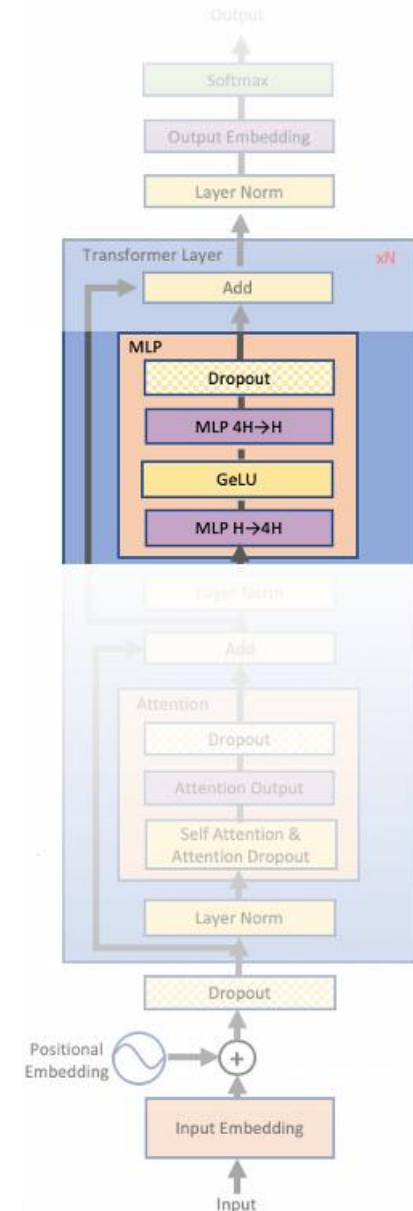 Output
Softmax
Output Embedding
Layer Norm
Transformer Layer
xN
Add
MLP
Dropout
MLP 4H→H
GeLU
MLP H→4H
Layer Norm
Add
Attention
Dropout
Attention Output
Self Attention &
Attention Dropout
Layer Norm
Dropout
Positional
Embedding
+
Input Embedding
Input